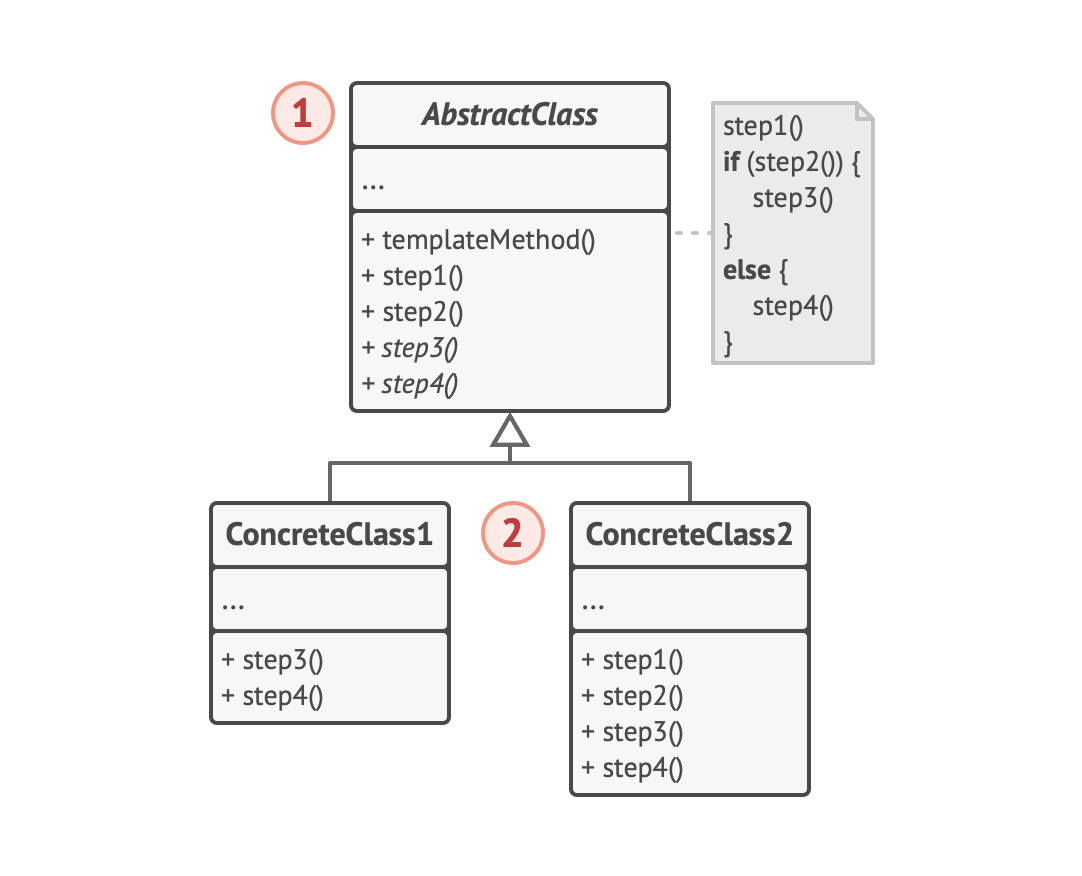 1
AbstractClass
...
+ templateMethod()
+ step1()
+ step2()
+ step3()
+ step4()
step1()
if (step2()) {
step3()
}
else {
step4()
}
ConcreteClass1
...
+ step3()
+ step4()
2
ConcreteClass2
...
+ step1()
+ step2()
+ step3()
+ step4()